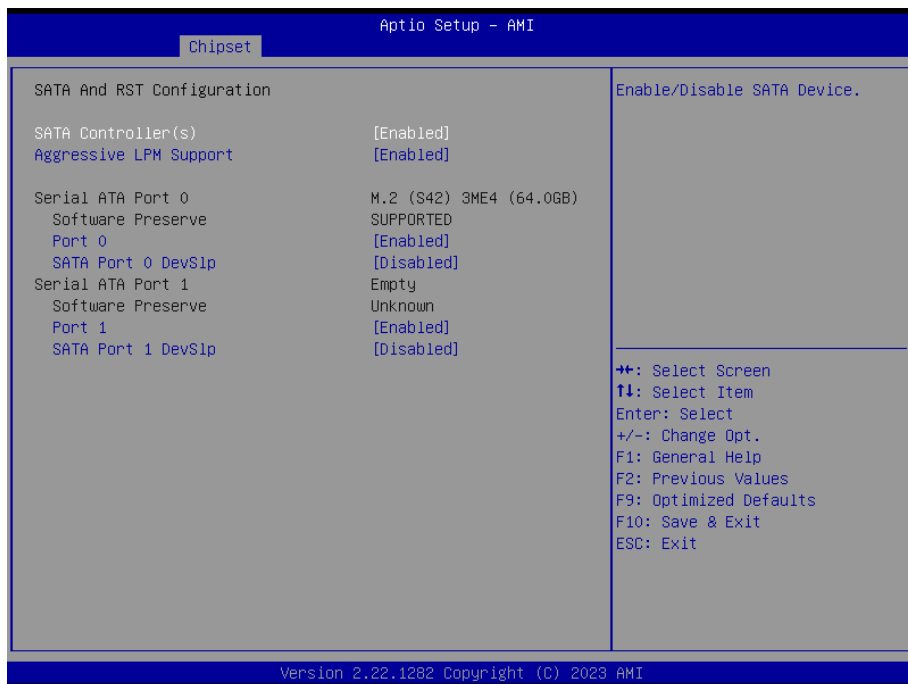 Aptio Setup – AMI
Chipset
SATA And RST Configuration
Enable/Disable SATA Device.
SATA Controller(s) [Enabled]
Aggressive LPM Support [Enabled]
Serial ATA Port 0 M.2 (S42) 3ME4 (64.0GB)
Software Preserve SUPPORTED
Port 0 [Enabled]
SATA Port 0 DevSlp [Disabled]
Serial ATA Port 1 Empty
Software Preserve Unknown
Port 1 [Enabled]
SATA Port 1 DevSlp [Disabled]
→←: Select Screen
↑↓: Select Item
Enter: Select
+/-: Change Opt.
F1: General Help
F2: Previous Values
F9: Optimized Defaults
F10: Save & Exit
ESC: Exit
Version 2.22.1282 Copyright (C) 2023 AMI